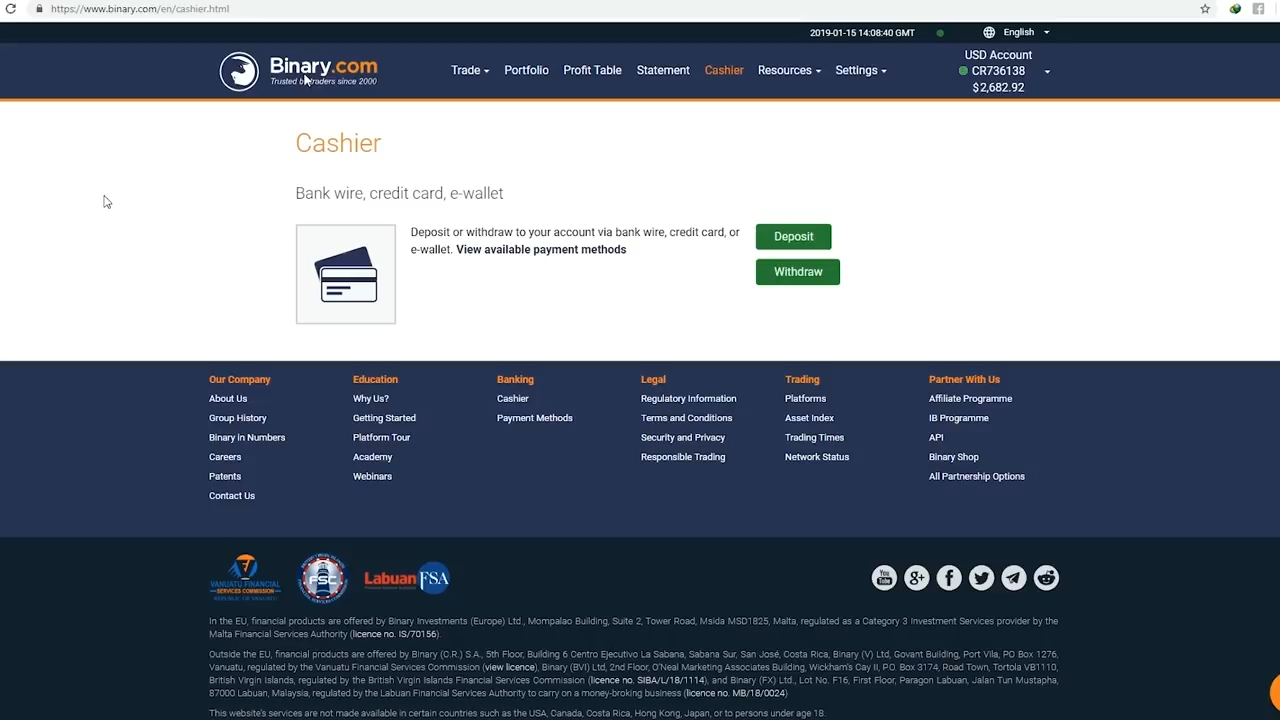 https://www.binary.com/en/cashier.html
2019-01-15 14:08:40 GMT
English
Binary.com
Trusted by traders since 2000
Trade
Portfolio
Profit Table
Statement
Cashier
Resources
Settings
USD Account
CR736138
$2,682.92
Cashier
Bank wire, credit card, e-wallet
Deposit or withdraw to your account via bank wire, credit card, or
e-wallet. View available payment methods
Deposit
Withdraw
Our Company
About Us
Group History
Binary in Numbers
Careers
Patents
Contact Us
Education
Why Us?
Getting Started
Platform Tour
Academy
Webinars
Banking
Cashier
Payment Methods
Legal
Regulatory Information
Terms and Conditions
Security and Privacy
Responsible Trading
Trading
Platforms
Asset Index
Trading Times
Network Status
Partner With Us
Affiliate Programme
IB Programme
API
Binary Shop
All Partnership Options
VANUATU FINANCIAL
SERVICES COMMISSION
REPUBLIC OF VANUATU
FSC
Labuan FSA
You
Tube
In the EU, financial products are offered by Binary Investments (Europe) Ltd., Mompalao Building, Suite 2, Tower Road, Msida MSD1825, Malta, regulated as a Category 3 Investment Services provider by the
Malta Financial Services Authority (licence no. IS/70156).
Outside the EU, financial products are offered by Binary (C.R.) S.A., 5th Floor, Building 6 Centro Ejecutivo La Sabana, Sabana Sur, San José, Costa Rica, Binary (V) Ltd, Govant Building, Port Vila, PO Box 1276,
Vanuatu, regulated by the Vanuatu Financial Services Commission (view licence), Binary (BVI) Ltd, 2nd Floor, O'Neal Marketing Associates Building, Wickham's Cay II, P.O. Box 3174, Road Town, Tortola VB1110,
British Virgin Islands, regulated by the British Virgin Islands Financial Services Commission (licence no. SIBA/L/18/1114), and Binary (FX) Ltd., Lot No. F16, First Floor, Paragon Labuan, Jalan Tun Mustapha,
87000 Labuan, Malaysia, regulated by the Labuan Financial Services Authority to carry on a money-broking business (licence no. MB/18/0024)
This website's services are not made available in certain countries such as the USA, Canada, Costa Rica, Hong Kong, Japan, or to persons under age 18.